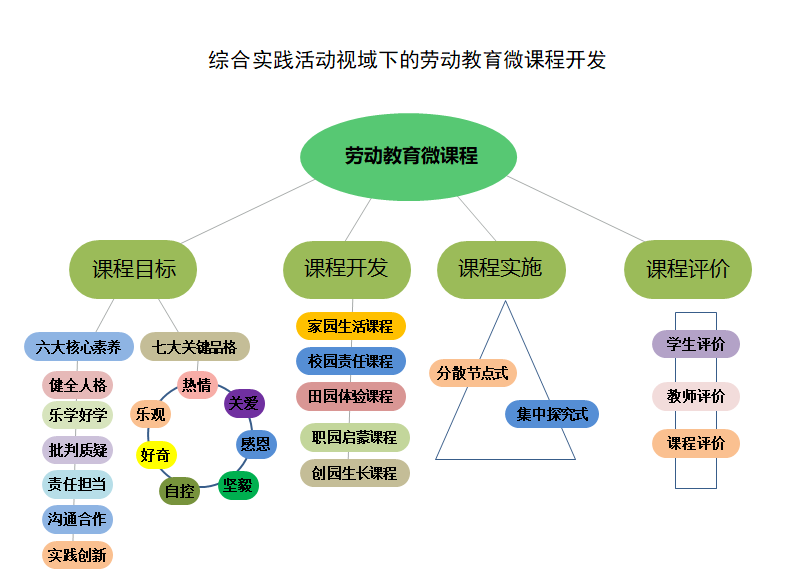 综合实践活动视域下的劳动教育微课程开发
劳动教育微课程
课程目标
课程开发
课程实施
课程评价
六大核心素养
七大关键品格
健全人格
乐学好学
批判质疑
责任担当
沟通合作
实践创新
热情
关爱
感恩
坚毅
自控
好奇
乐观
家园生活课程
校园责任课程
田园体验课程
职园启蒙课程
创园生长课程
分散节点式
集中探究式
学生评价
教师评价
课程评价